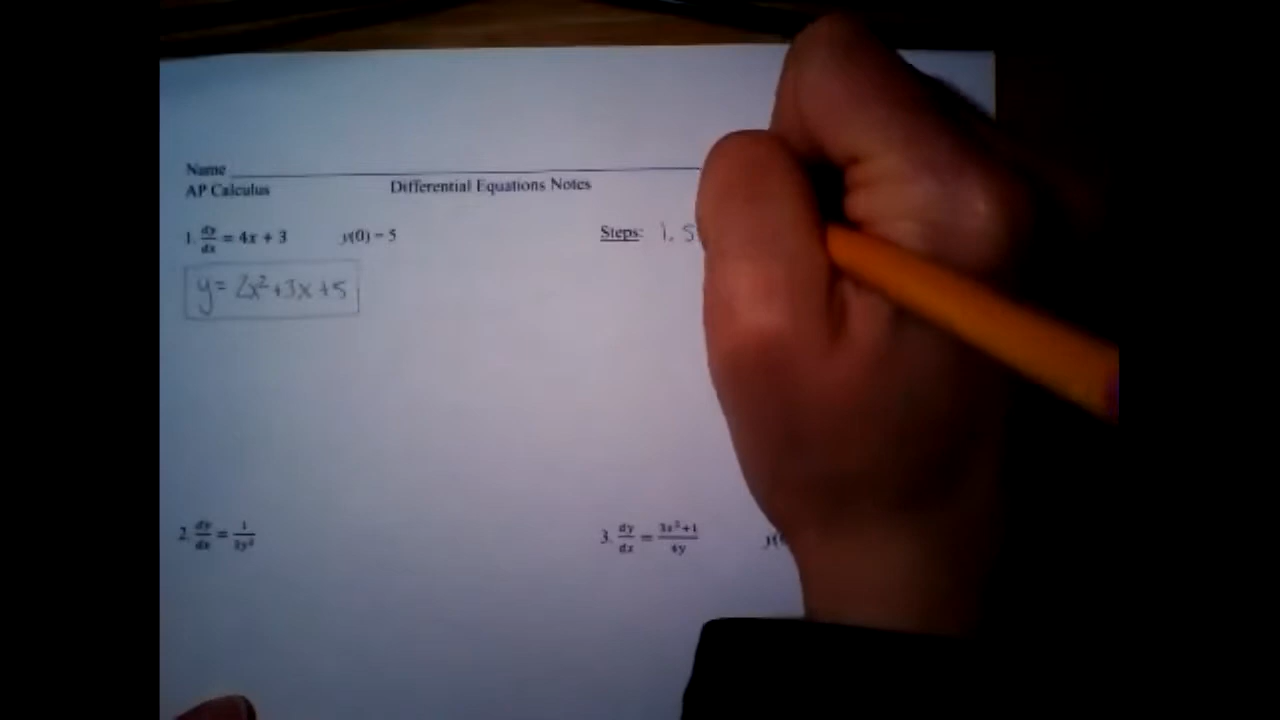 Name
AP Calculus Differential Equations Notes
1. dy/dx = 4x + 3 y(0) = 5 Steps: 1. S
y = 2x² + 3x + 5
2. dy/dx = 1/3y² 3. dy/dx = 3x²+1/4y